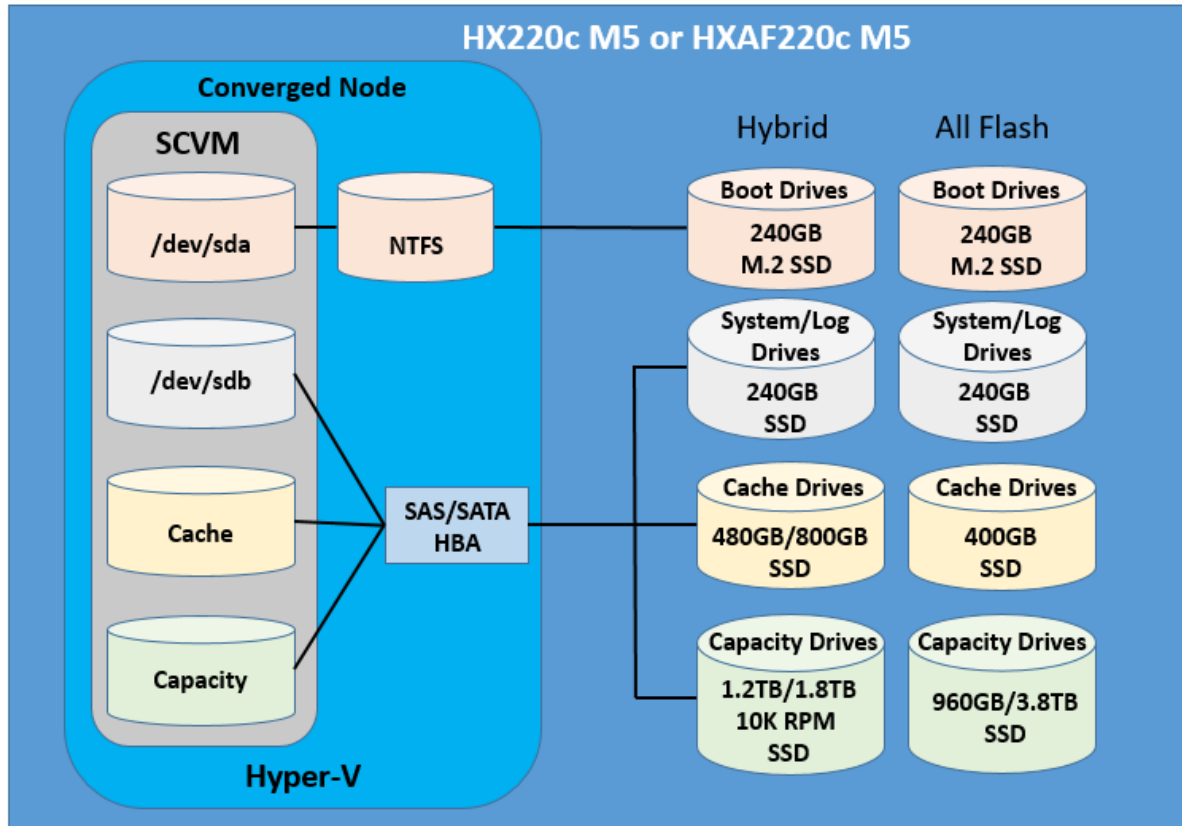 HX220c M5 or HXAF220c M5
Converged Node
SCVM
/dev/sda
NTFS
/dev/sdb
Cache
SAS/SATA
HBA
Capacity
Hyper-V
Hybrid
All Flash
Boot Drives
240GB
M.2 SSD
Boot Drives
240GB
M.2 SSD
System/Log
Drives
240GB
SSD
System/Log
Drives
240GB
SSD
Cache Drives
480GB/800GB
SSD
Cache Drives
400GB
SSD
Capacity Drives
1.2TB/1.8TB
10K RPM
SSD
Capacity Drives
960GB/3.8TB
SSD